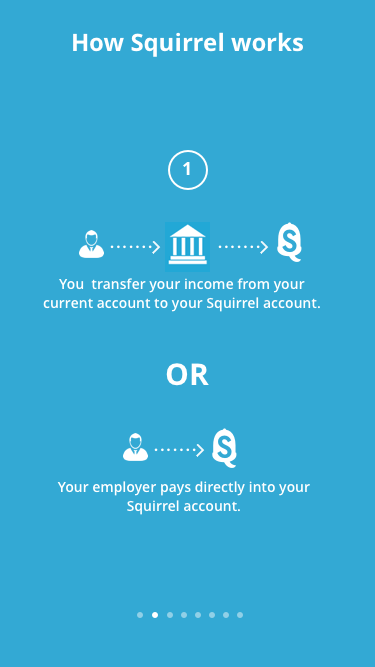 How Squirrel works
1
You  transfer your income from your
current account to your Squirrel account.
OR
Your employer pays directly into your
Squirrel account.